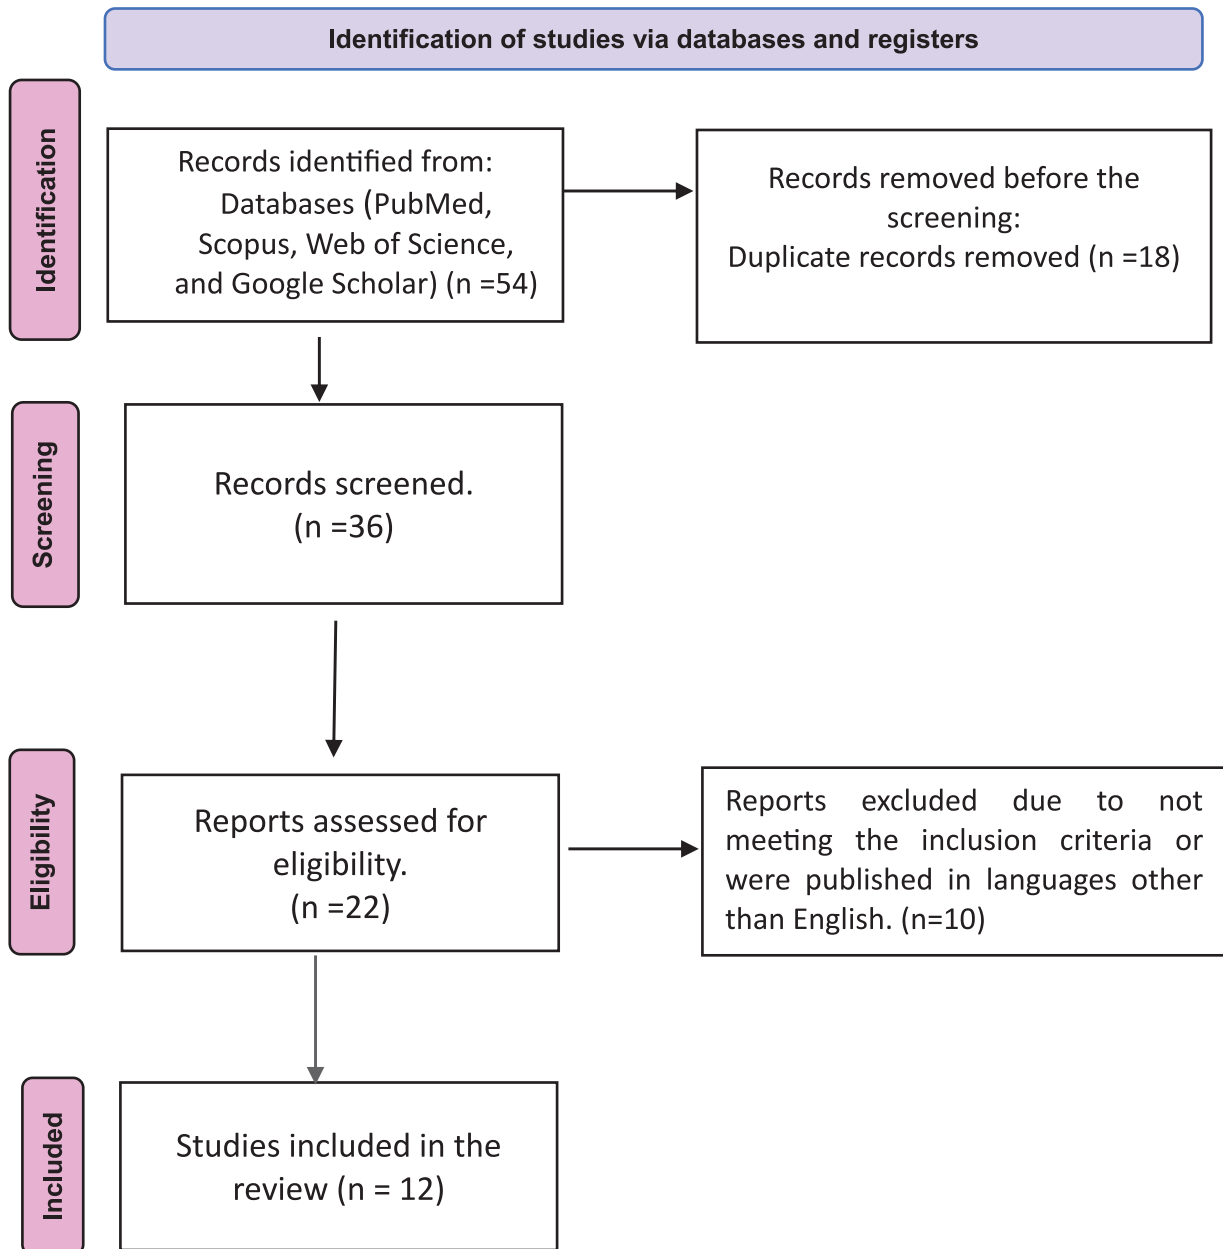 Identification of studies via databases and registers
Identification
Records identified from:
Databases (PubMed,
Scopus, Web of Science,
and Google Scholar) (n =54)
Records removed before the
screening:
Duplicate records removed (n =18)
Screening
Records screened.
(n =36)
Eligibility
Reports assessed for
eligibility.
(n =22)
Reports excluded due to not
meeting the inclusion criteria or
were published in languages other
than English. (n=10)
Included
Studies included in the
review (n = 12)